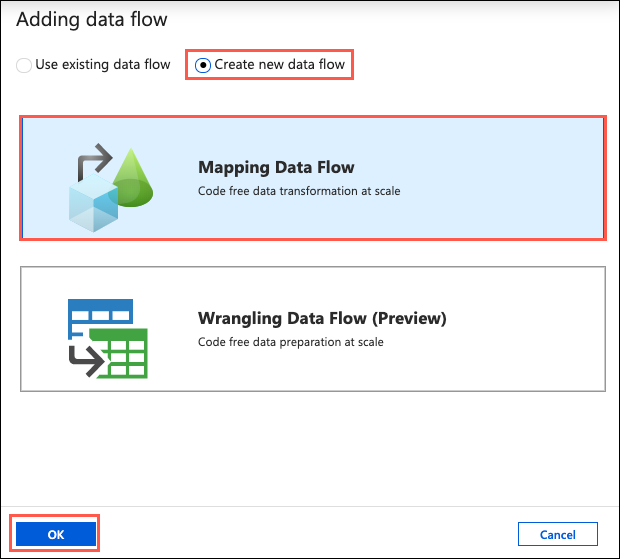 Adding data flow
Use existing data flow
Create new data flow
Mapping Data Flow
Code free data transformation at scale
Wrangling Data Flow (Preview)
Code free data preparation at scale
OK
Cancel